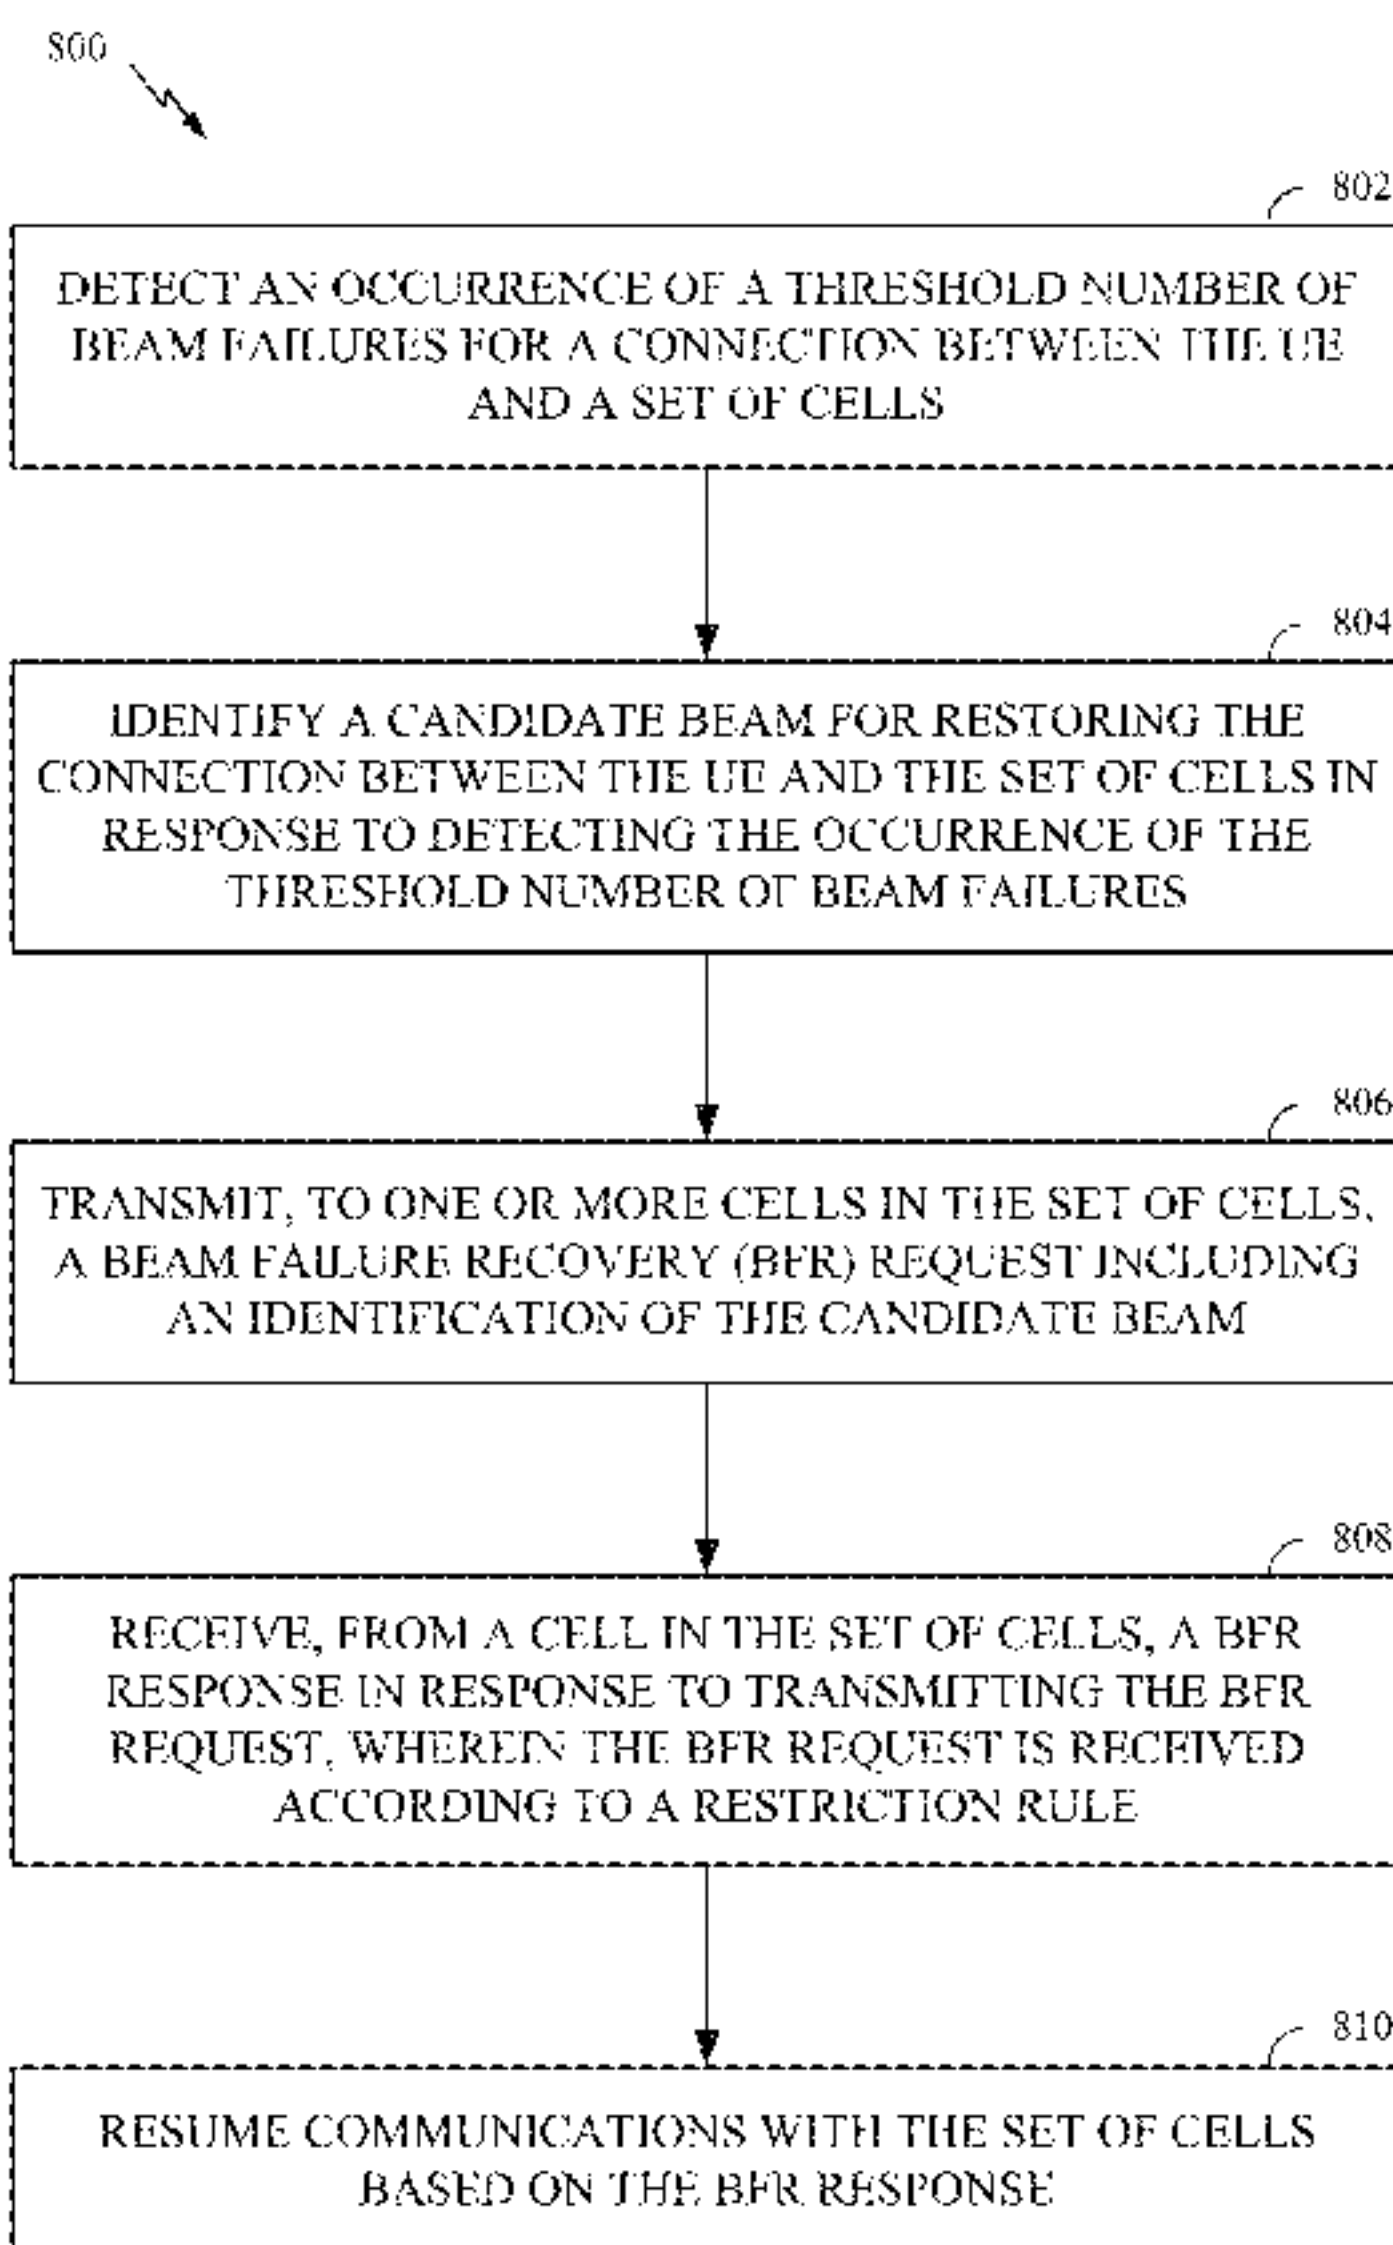 800
802
DETECT AN OCCURRENCE OF A THRESHOLD NUMBER OF
BEAM FAILURES FOR A CONNECTION BETWEEN THE UE
AND A SET OF CELLS
804
IDENTIFY A CANDIDATE BEAM FOR RESTORING THE
CONNECTION BETWEEN THE UE AND THE SET OF CELLS IN
RESPONSE TO DETECTING THE OCCURRENCE OF THE
THRESHOLD NUMBER OF BEAM FAILURES
806
TRANSMIT, TO ONE OR MORE CELLS IN THE SET OF CELLS,
A BEAM FAILURE RECOVERY (BFR) REQUEST INCLUDING
AN IDENTIFICATION OF THE CANDIDATE BEAM
808
RECEIVE, FROM A CELL IN THE SET OF CELLS, A BFR
RESPONSE IN RESPONSE TO TRANSMITTING THE BFR
REQUEST, WHEREIN THE BFR REQUEST IS RECEIVED
ACCORDING TO A RESTRICTION RULE
810
RESUME COMMUNICATIONS WITH THE SET OF CELLS
BASED ON THE BFR RESPONSE